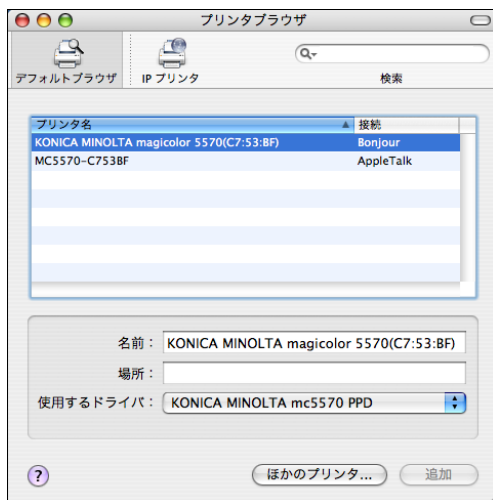 プリンタブラウザ
デフォルトブラウザ
IP プリンタ
検索
プリンタ名 接続
KONICA MINOLTA magicolor 5570(C7:53:BF) Bonjour
MC5570-C753BF AppleTalk
名前： KONICA MINOLTA magicolor 5570(C7:53:BF)
場所：
使用するドライバ： KONICA MINOLTA mc5570 PPD
? ほかのプリンタ... 追加